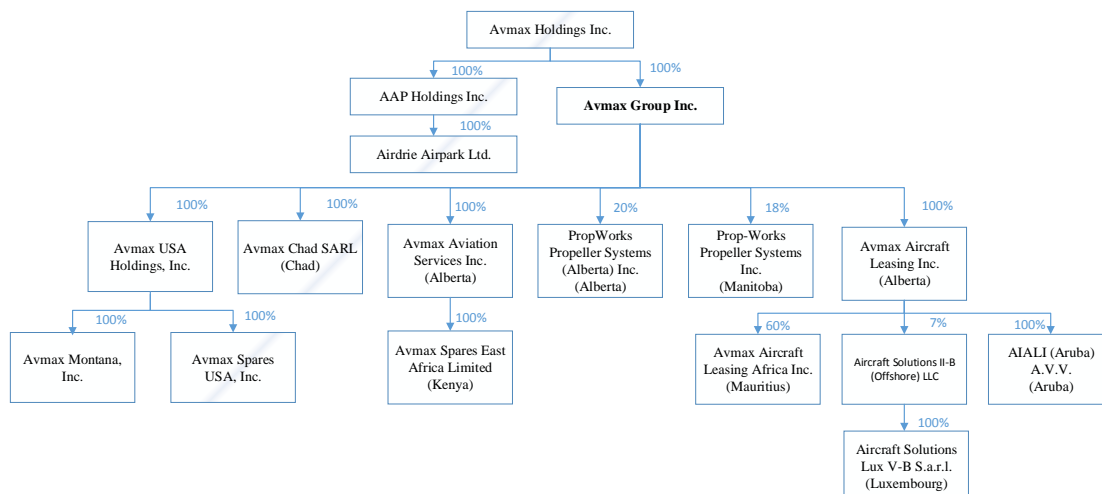 Avmax Holdings Inc.
100%
100%
AAP Holdings Inc.
Avmax Group Inc.
100%
Airdrie Airpark Ltd.
100%
100%
100%
20%
18%
100%
Avmax USA
Holdings, Inc.
Avmax Chad SARL
(Chad)
Avmax Aviation
Services Inc.
(Alberta)
PropWorks
Propeller Systems
(Alberta) Inc.
(Alberta)
Prop-Works
Propeller Systems
Inc.
(Manitoba)
Avmax Aircraft
Leasing Inc.
(Alberta)
100%
100%
100%
60%
7%
100%
Avmax Montana,
Inc.
Avmax Spares
USA, Inc.
Avmax Spares East
Africa Limited
(Kenya)
Avmax Aircraft
Leasing Africa Inc.
(Mauritius)
Aircraft Solutions II-B
(Offshore) LLC
AIALI (Aruba)
A.V.V.
(Aruba)
100%
Aircraft Solutions
Lux V-B S.a.r.l.
(Luxembourg)